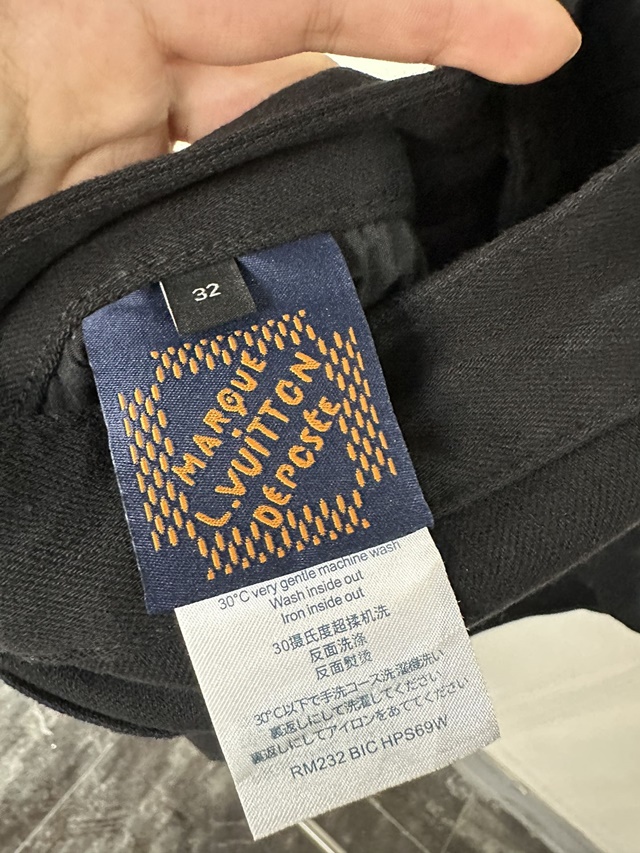 32
MARQUE
L.VUITTON
DEPOSÉE
30°C very gentle machine wash
Wash inside out
Iron inside out
30摄氏度超揉机洗
反面洗涤
反面熨烫
30°C以下で手洗コース洗濯機洗い
裏返しにして洗濯してください
裏返しにしてアイロンをあててください
RM232 BIC HPS69W